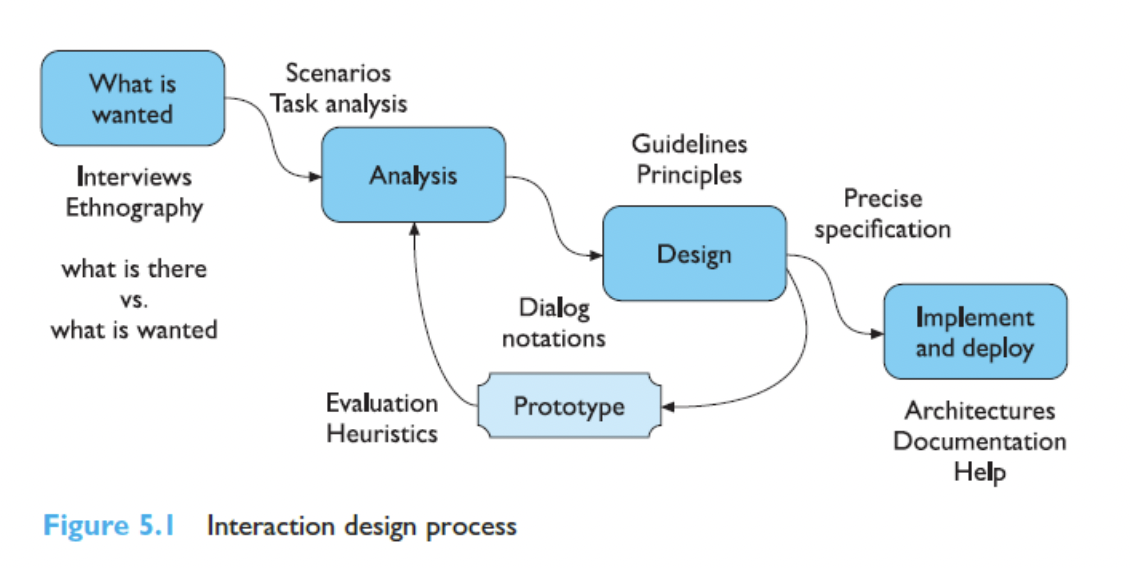 What is
wanted
Interviews
Ethnography
what is there
vs.
what is wanted
Scenarios
Task analysis
Analysis
Guidelines
Principles
Design
Dialog
notations
Precise
specification
Implement
and deploy
Architectures
Documentation
Help
Prototype
Evaluation
Heuristics
Figure 5.1 Interaction design process